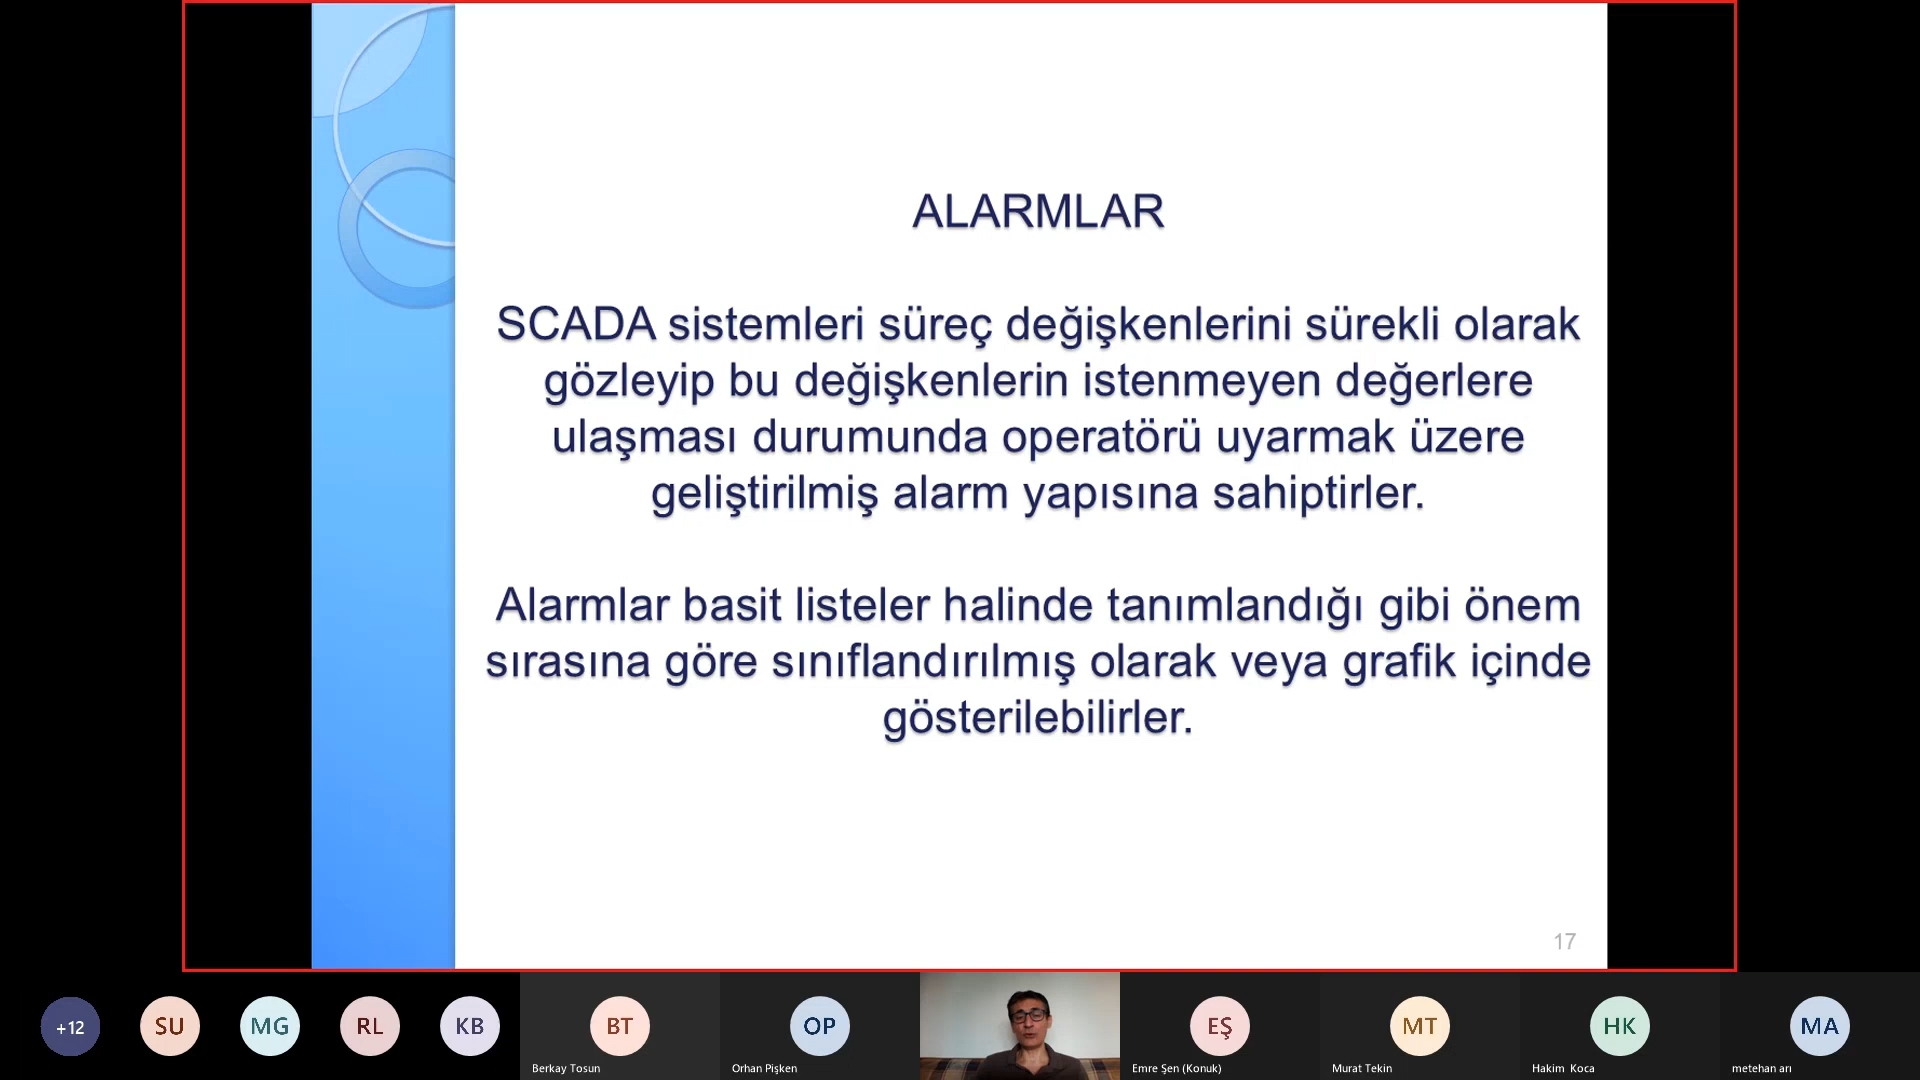 ALARMLAR
SCADA sistemleri süreç değişkenlerini sürekli olarak
gözleyip bu değişkenlerin istenmeyen değerlere
ulaşması durumunda operatörü uyarmak üzere
geliştirilmiş alarm yapısına sahiptirler.
Alarmlar basit listeler halinde tanımlandığı gibi önem
sırasına göre sınıflandırılmış olarak veya grafik içinde
gösterilebilirler.
17
+12
SU
MG
RL
KB
BT
OP
EŞ
MT
HK
MA
Berkay Tosun
Orhan Pişken
Emre Şen (Konuk)
Murat Tekin
Hakim Koca
metehan arı